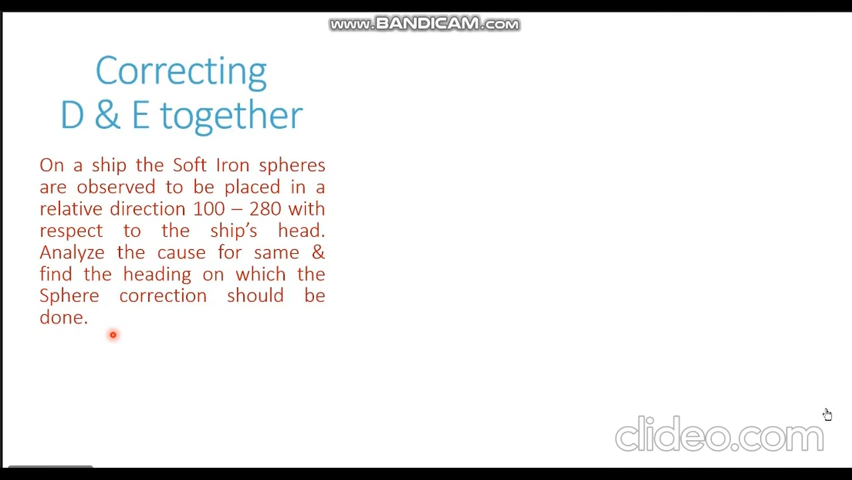 www.BANDICAM.com
Correcting
D & E together
On a ship the Soft Iron spheres
are observed to be placed in a
relative direction 100 – 280 with
respect to the ship's head.
Analyze the cause for same &
find the heading on which the
Sphere correction should be
done.
clideo.com